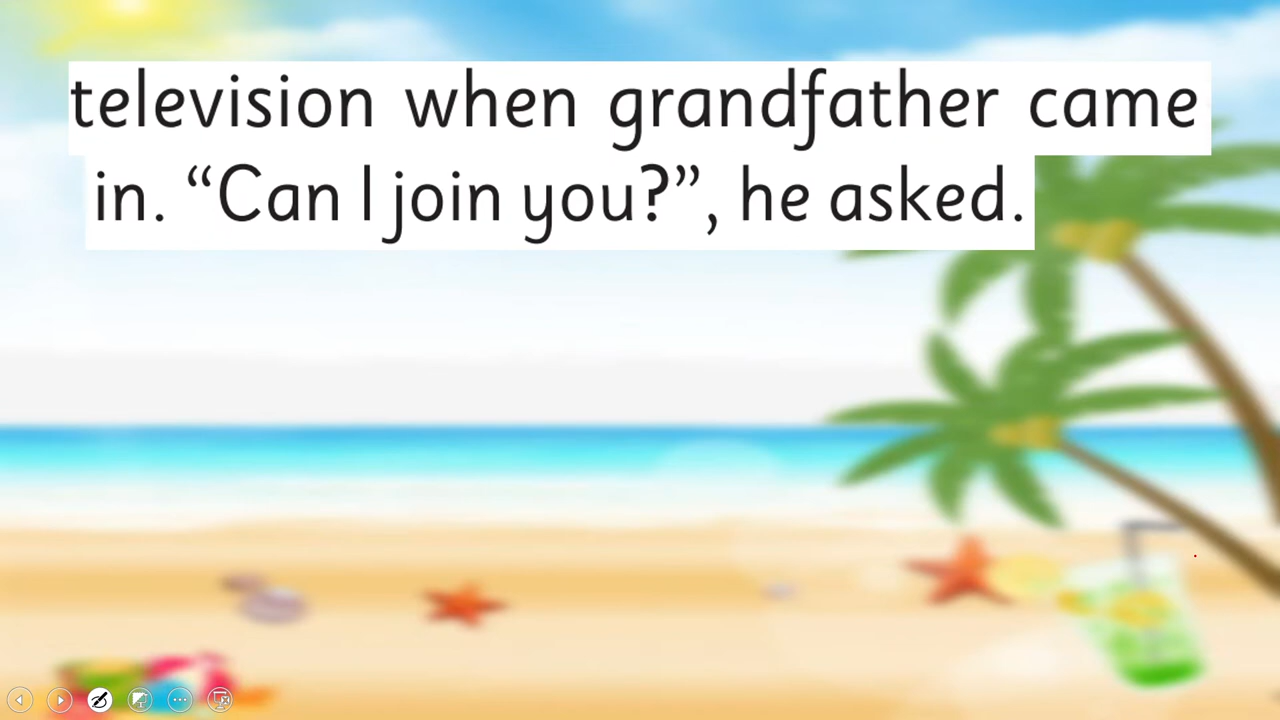 television when grandfather came
in. “Can I join you?”, he asked.